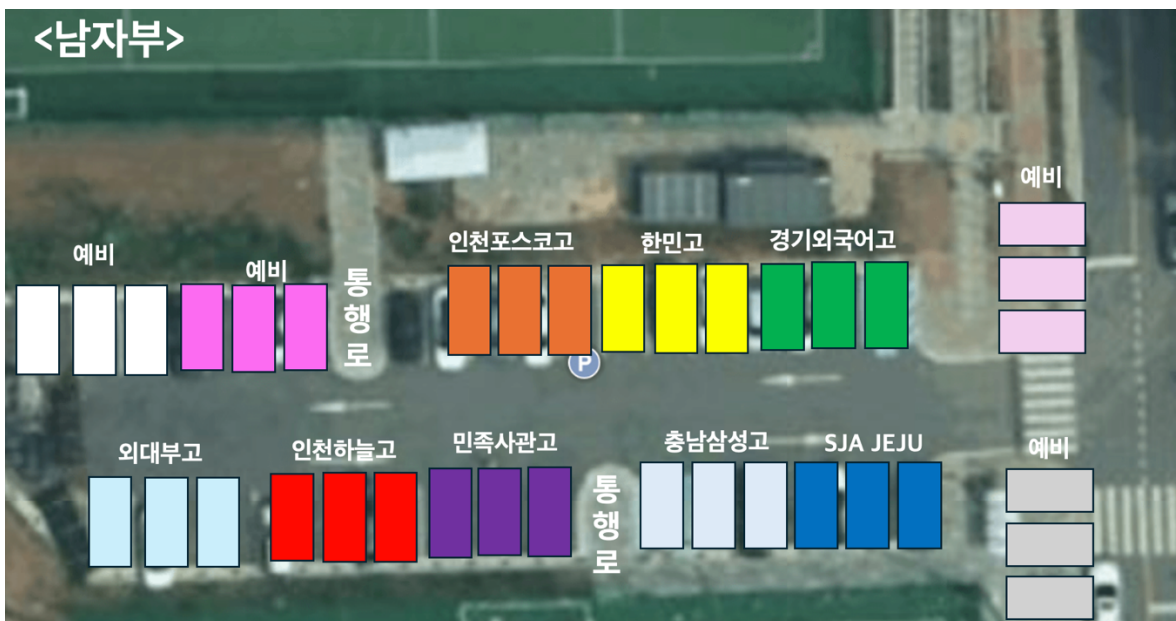 <남자부>
예비
예비
통행로
인천포스코고
한민고
경기외국어고
예비
P
외대부고
인천하늘고
민족사관고
통행로
충남삼성고
SJA JEJU
예비